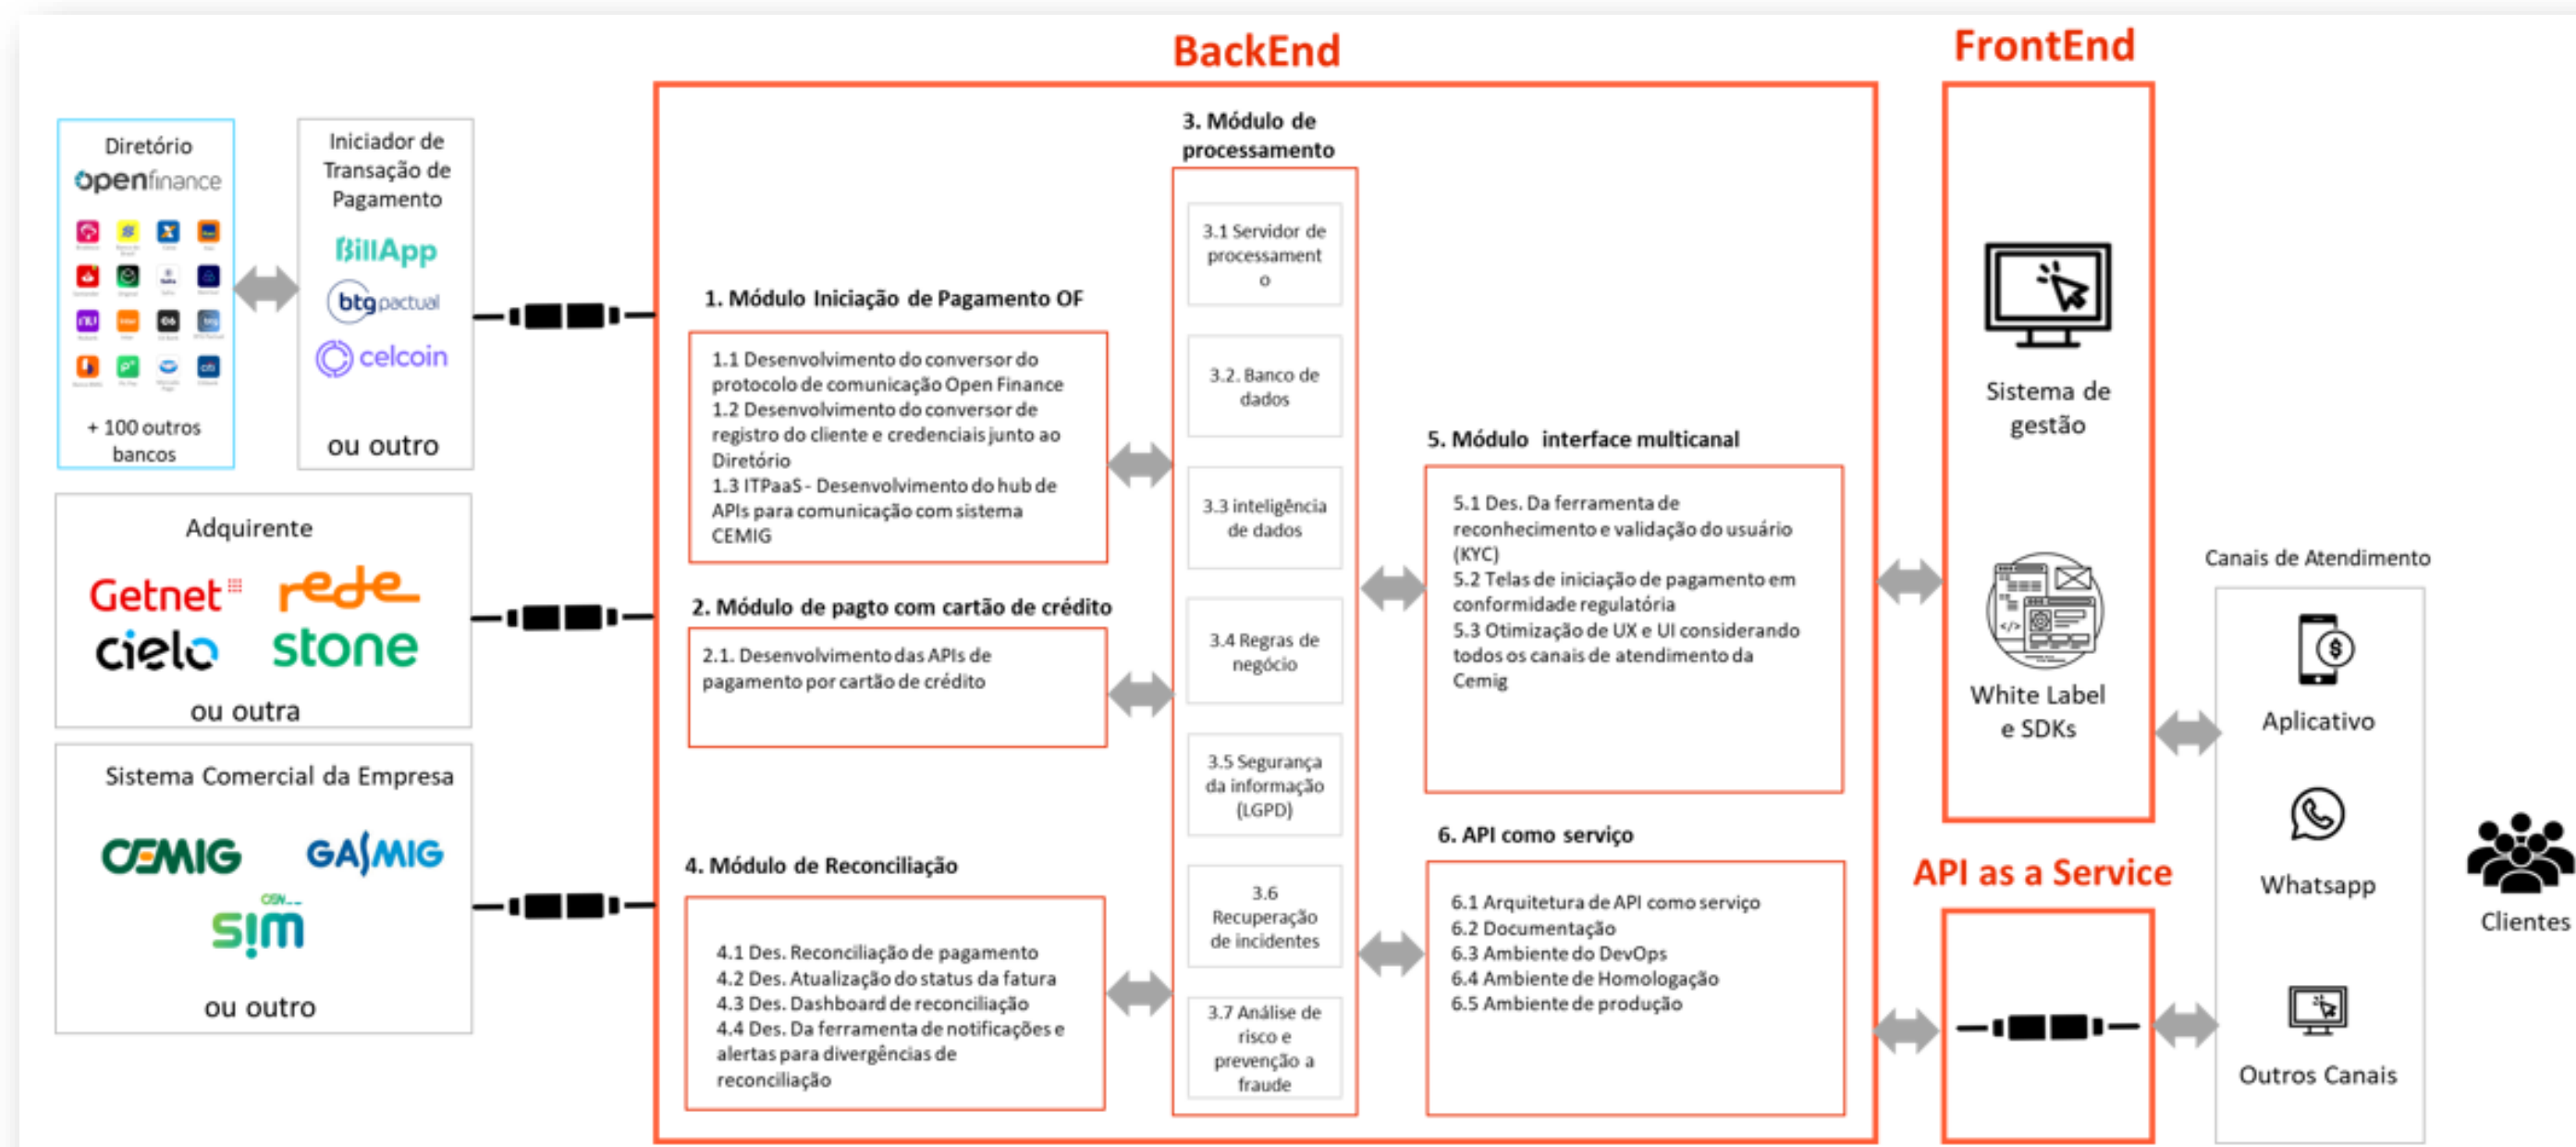 BackEnd
FrontEnd
Diretório
openfinance
+ 100 outros
bancos
Iniciador de
Transação de
Pagamento
BillApp
btg pactual
celcoin
ou outro
Adquirente
Getnet
rede
cielo
stone
ou outra
Sistema Comercial da Empresa
CEMIG
GASMIG
sim
ou outro
1. Módulo Iniciação de Pagamento OF
1.1 Desenvolvimento do conversor do
protocolo de comunicação Open Finance
1.2 Desenvolvimento do conversor de
registro do cliente e credenciais junto ao
Diretório
1.3 ITPaaS - Desenvolvimento do hub de
APIs para comunicação com sistema
CEMIG
2. Módulo de pagto com cartão de crédito
2.1. Desenvolvimento das APIs de
pagamento por cartão de crédito
4. Módulo de Reconciliação
4.1 Des. Reconciliação de pagamento
4.2 Des. Atualização do status da fatura
4.3 Des. Dashboard de reconciliação
4.4 Des. Da ferramenta de notificações e
alertas para divergências de
reconciliação
3. Módulo de
processamento
3.1 Servidor de
processament
o
3.2. Banco de
dados
3.3 inteligência
de dados
3.4 Regras de
negócio
3.5 Segurança
da informação
(LGPD)
3.6
Recuperação
de incidentes
3.7 Análise de
risco e
prevenção a
fraude
5. Módulo interface multicanal
5.1 Des. Da ferramenta de
reconhecimento e validação do usuário
(KYC)
5.2 Telas de iniciação de pagamento em
conformidade regulatória
5.3 Otimização de UX e UI considerando
todos os canais de atendimento da
Cemig
6. API como serviço
6.1 Arquitetura de API como serviço
6.2 Documentação
6.3 Ambiente do DevOps
6.4 Ambiente de Homologação
6.5 Ambiente de produção
Sistema de
gestão
White Label
e SDKs
API as a Service
Canais de Atendimento
Aplicativo
Whatsapp
Outros Canais
Clientes